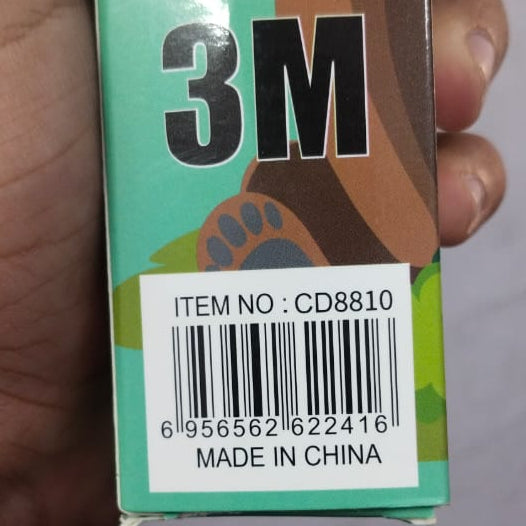 3M
ITEM NO : CD8810
6 956562 622416
MADE IN CHINA